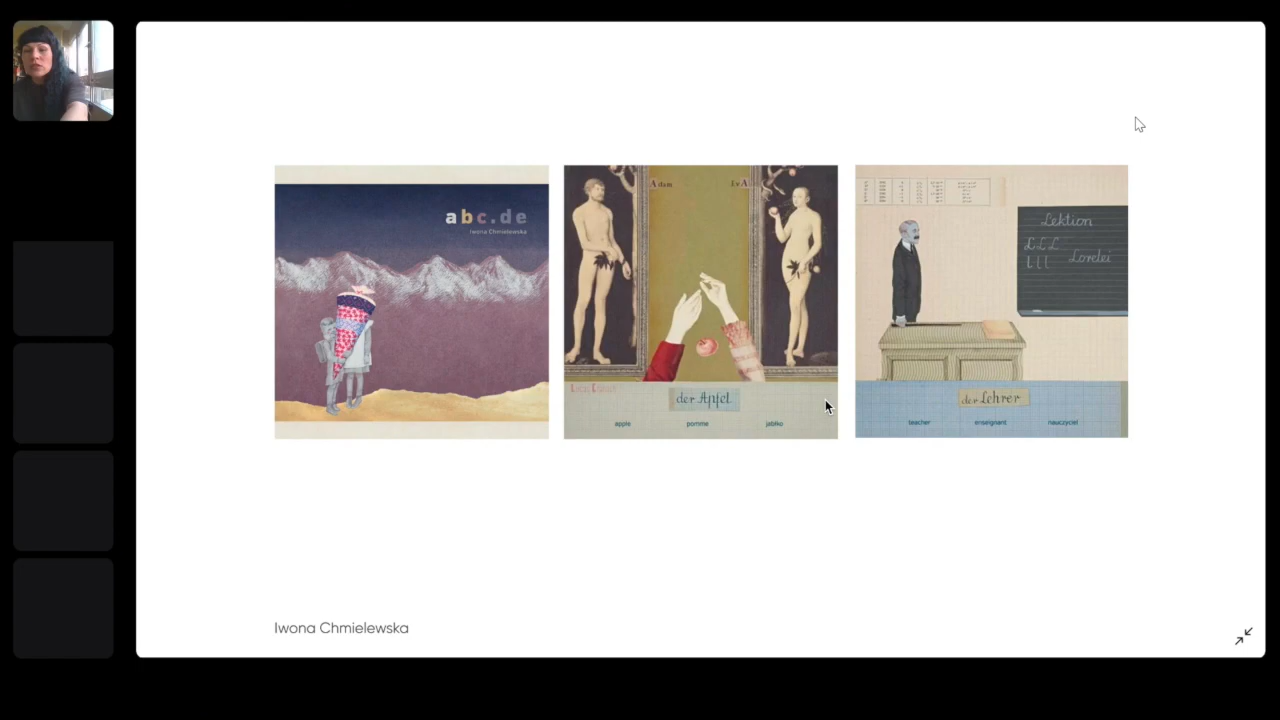 abc.de
Iwona Chmielewska
Adam
EvA
der Apfel
apple
pomme
jabłko
Lektion
L L L
l l l
Lorelei
der Lehrer
teacher
enseignant
nauczyciel
Iwona Chmielewska